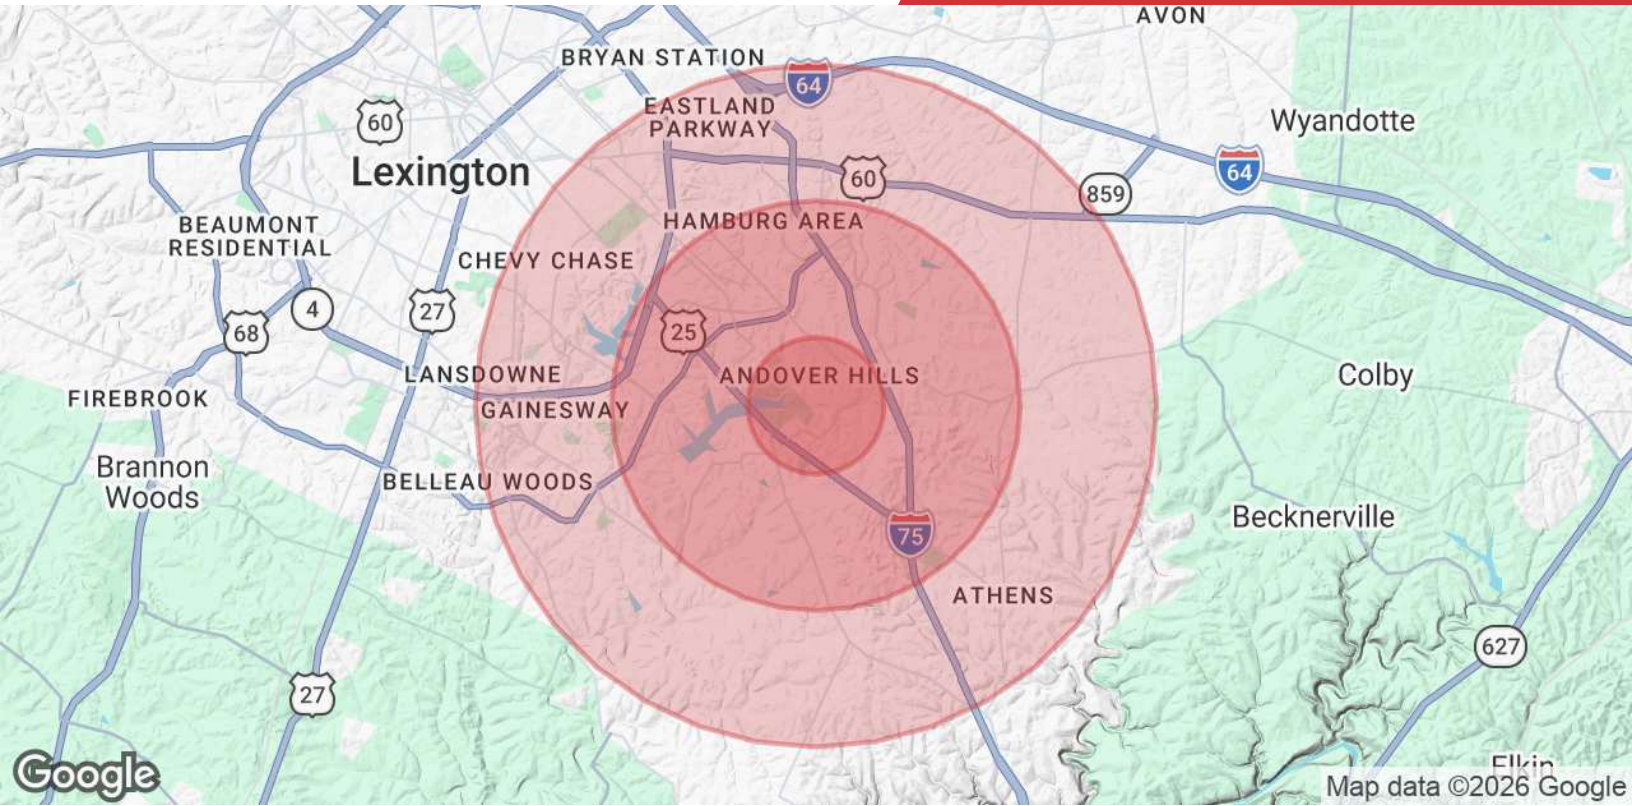 AVON
BRYAN STATION
64
EASTLAND
PARKWAY
60
Wyandotte
Lexington
64
60
859
HAMBURG AREA
BEAUMONT
RESIDENTIAL
CHEVY CHASE
4
27
68
25
LANSDOWNE
ANDOVER HILLS
Colby
FIREBROOK
GAINESWAY
Brannon
Woods
BELLEAU WOODS
Becknerville
75
ATHENS
627
27
Elkin
Google
Map data ©2026 Google